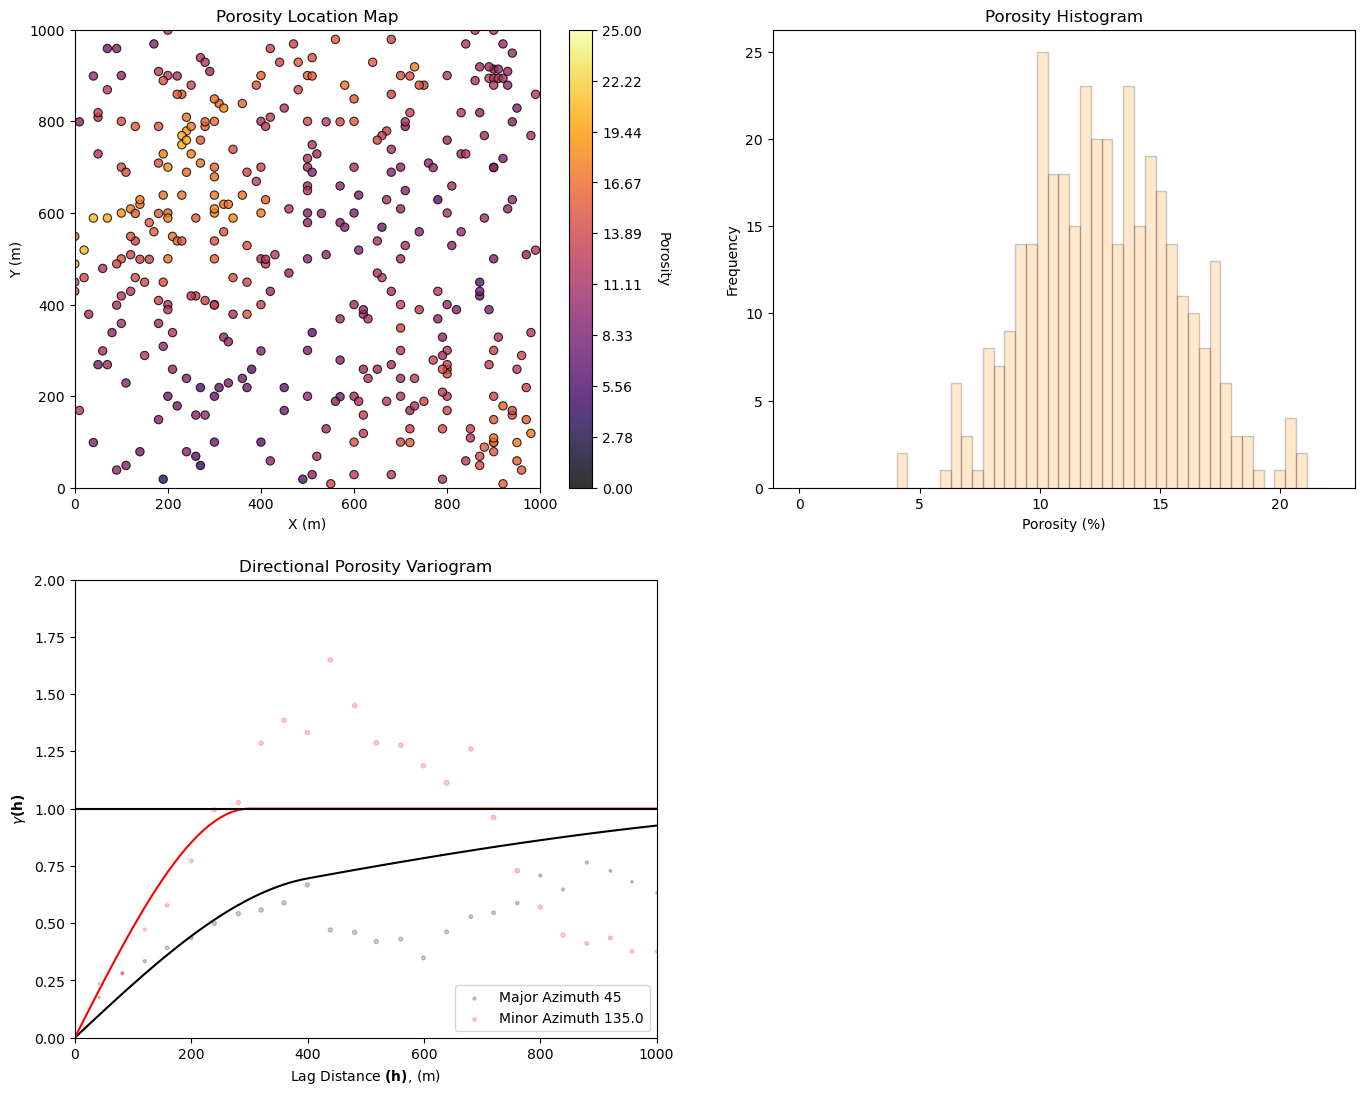 Porosity Location Map
1000
800
600
400
200
0
Y (m)
0 200 400 600 800 1000
X (m)
25.00
22.22
19.44
16.67
13.89
11.11
8.33
5.56
2.78
0.00
Porosity
Porosity Histogram
25
20
15
10
5
0
Frequency
0 5 10 15 20
Porosity (%)
Directional Porosity Variogram
2.00
1.75
1.50
1.25
1.00
0.75
0.50
0.25
0.00
γ(h)
0 200 400 600 800 1000
Lag Distance (h), (m)
Major Azimuth 45
Minor Azimuth 135.0